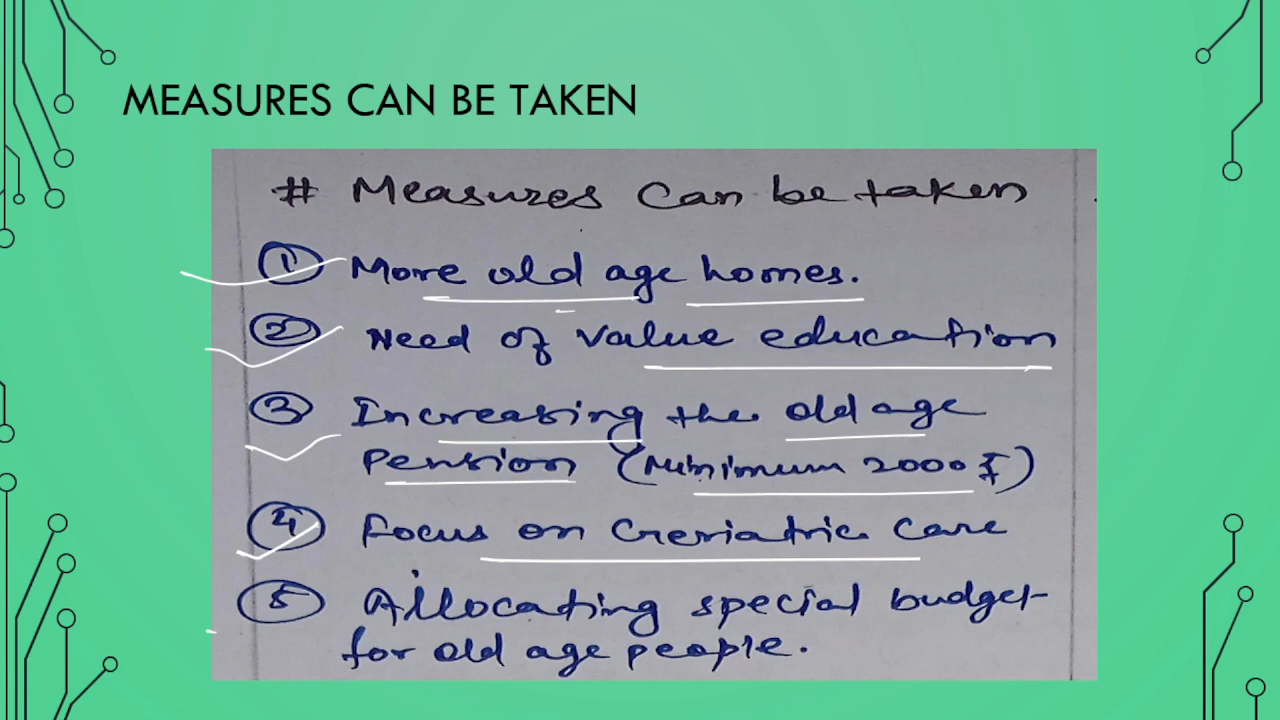 MEASURES CAN BE TAKEN
# Measures Can be taken
① More old age homes.
② Need of value education
③ Increasing the old age
Pension (Minimum 2000 ₹)
④ Focus on Geriatric Care
⑤ Allocating special budget
for old age people.